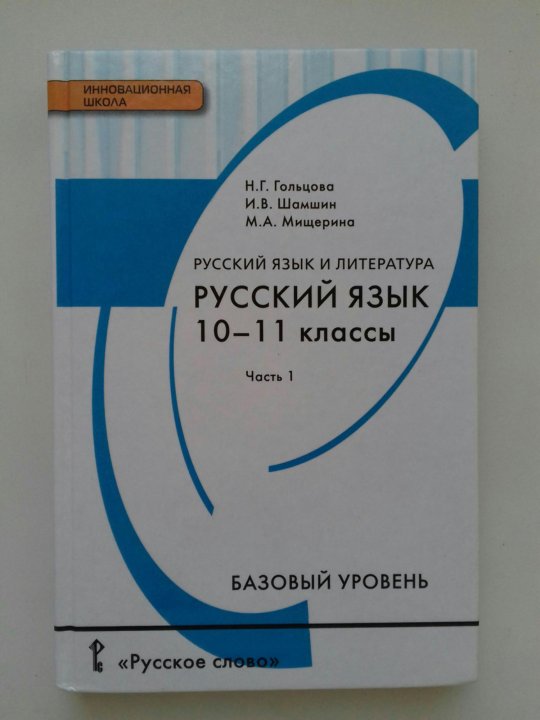 ИННОВАЦИОННАЯ
ШКОЛА
Н.Г. Гольцова
И.В. Шамшин
М.А. Мищерина
РУССКИЙ ЯЗЫК И ЛИТЕРАТУРА
РУССКИЙ ЯЗЫК
10–11 классы
Часть 1
БАЗОВЫЙ УРОВЕНЬ
«Русское слово»